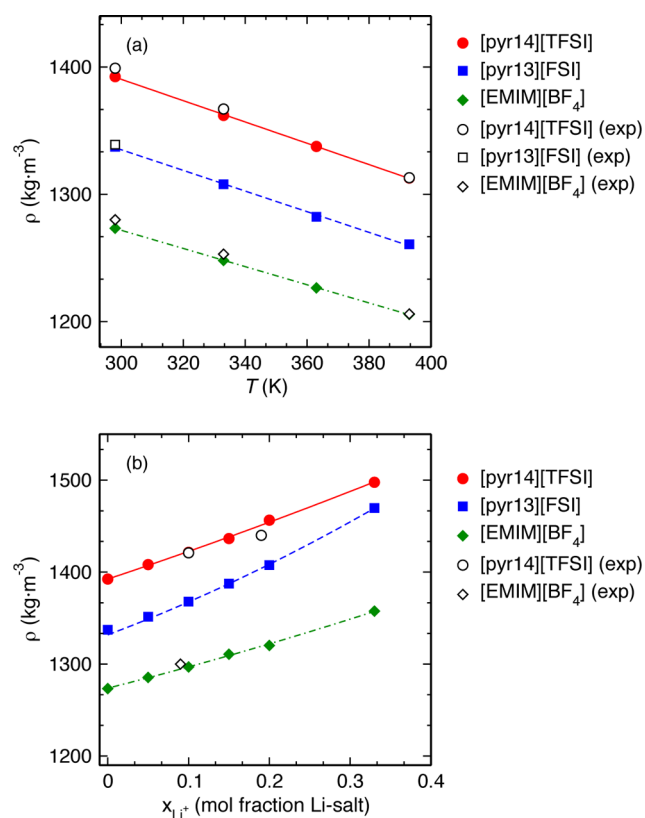 (a)
1400
1300
1200
ρ (kg·m⁻³)
300 320 340 360 380 400
T (K)
[pyr14][TFSI]
[pyr13][FSI]
[EMIM][BF₄]
[pyr14][TFSI] (exp)
[pyr13][FSI] (exp)
[EMIM][BF₄] (exp)
(b)
1500
1400
1300
1200
ρ (kg·m⁻³)
0 0.1 0.2 0.3 0.4
x_Li⁺ (mol fraction Li-salt)
[pyr14][TFSI]
[pyr13][FSI]
[EMIM][BF₄]
[pyr14][TFSI] (exp)
[EMIM][BF₄] (exp)